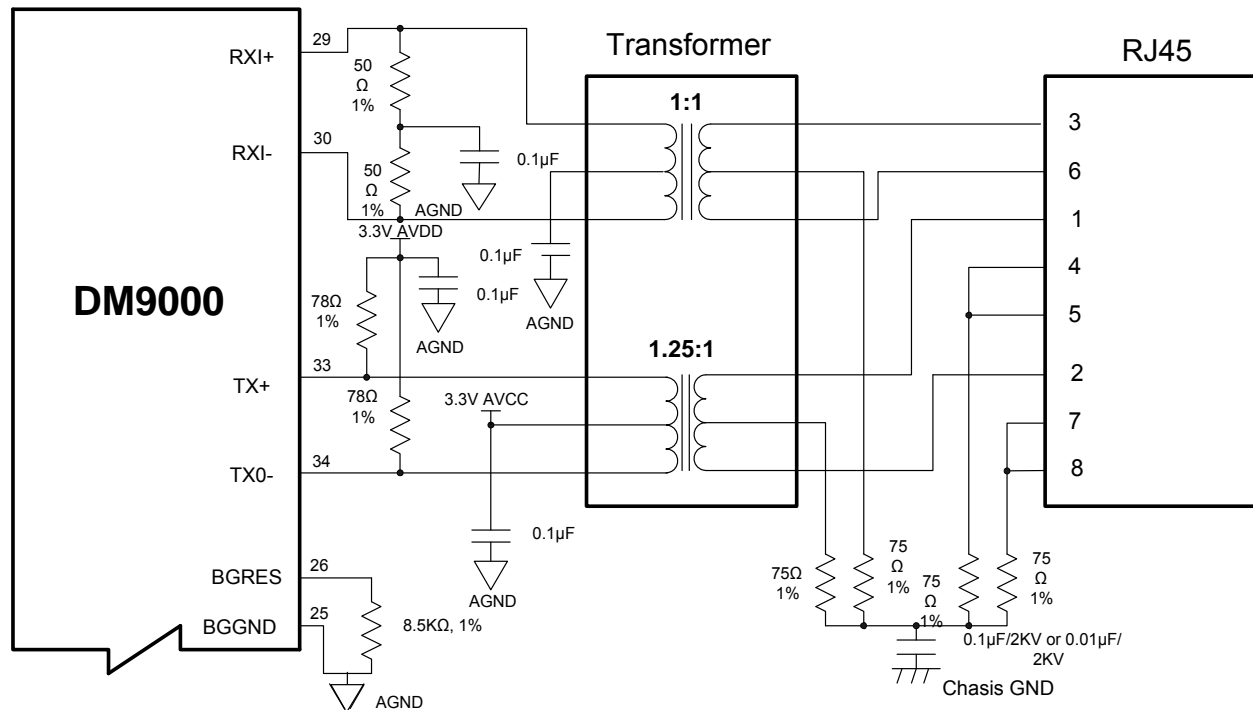 DM9000
RXI+
29
RXI-
30
TX+
33
TX0-
34
BGRES
26
BGGND
25
50
Ω
1%
50
Ω
1%
0.1µF
AGND
3.3V AVDD
0.1µF
AGND
78Ω
1%
78Ω
1%
0.1µF
AGND
3.3V AVCC
0.1µF
AGND
8.5KΩ, 1%
AGND
Transformer
1:1
1.25:1
RJ45
3
6
1
4
5
2
7
8
75Ω
1%
75
Ω
1%
75
Ω
1%
75
Ω
1%
0.1µF/2KV or 0.01µF/
2KV
Chasis GND